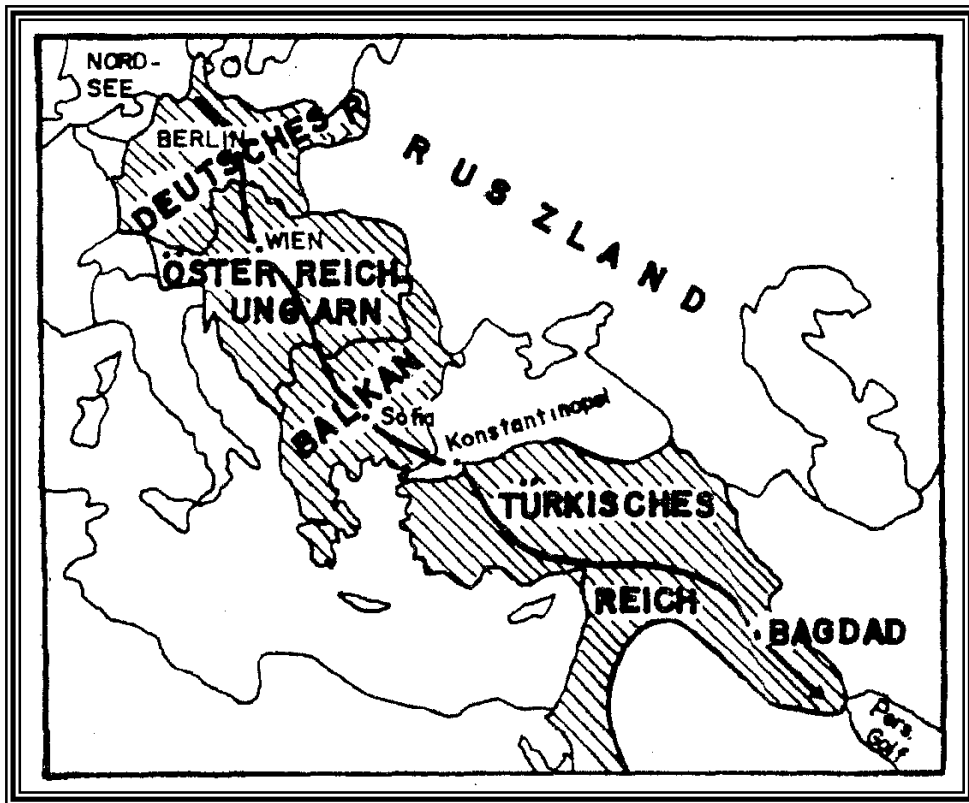 NORD-
SEE
BERLIN
DEUTSCHES R
RUSZLAND
WIEN
ÖSTERREICH-
UNGARN
BALKAN
Sofia
Konstantinopel
TÜRKISCHES
REICH
BAGDAD
Pers.
Golf